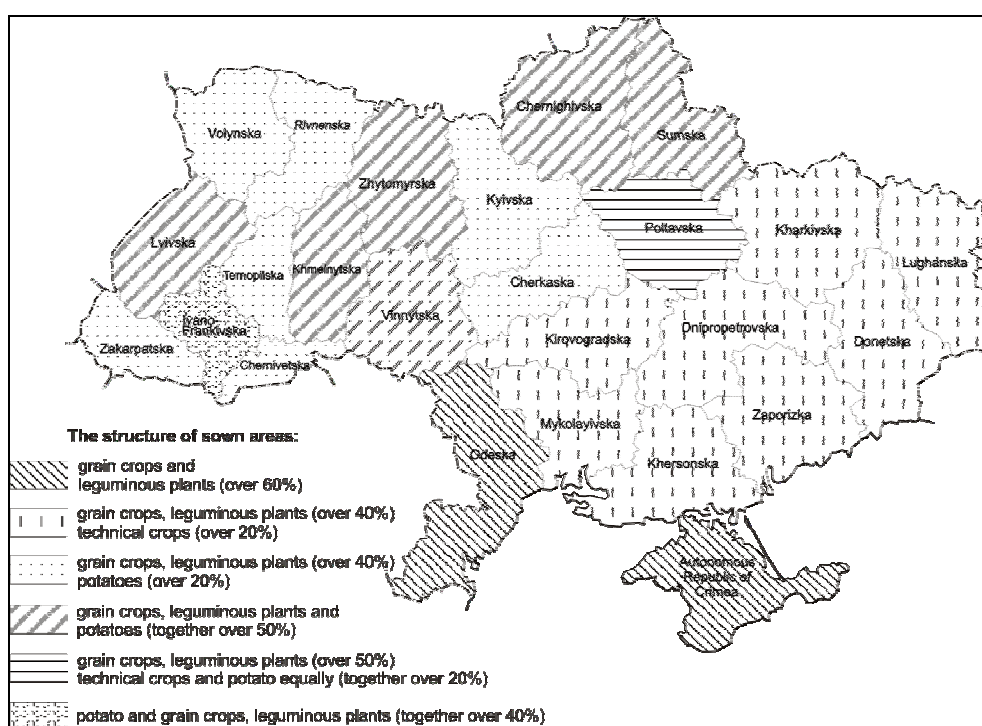 Chernighivska
Sumska
Volynska
Rivnenska
Zhytomyrska
Kyivska
Poltavska
Kharkivska
Lughanska
Lvivska
Ternopilska
Khmelnytska
Vinnytska
Cherkaska
Ivano-
Frankivska
Zakarpatska
Chernivetska
Kirovogradska
Dnipropetrovska
Donetska
Mykolayivska
Zaporizka
Odeska
Khersonska
Autonomous
Republic of
Crimea
The structure of sown areas:
grain crops and
leguminous plants (over 60%)
grain crops, leguminous plants (over 40%)
technical crops (over 20%)
grain crops, leguminous plants (over 40%)
potatoes (over 20%)
grain crops, leguminous plants and
potatoes (together over 50%)
grain crops, leguminous plants (over 50%)
technical crops and potato equally (together over 20%)
potato and grain crops, leguminous plants (together over 40%)